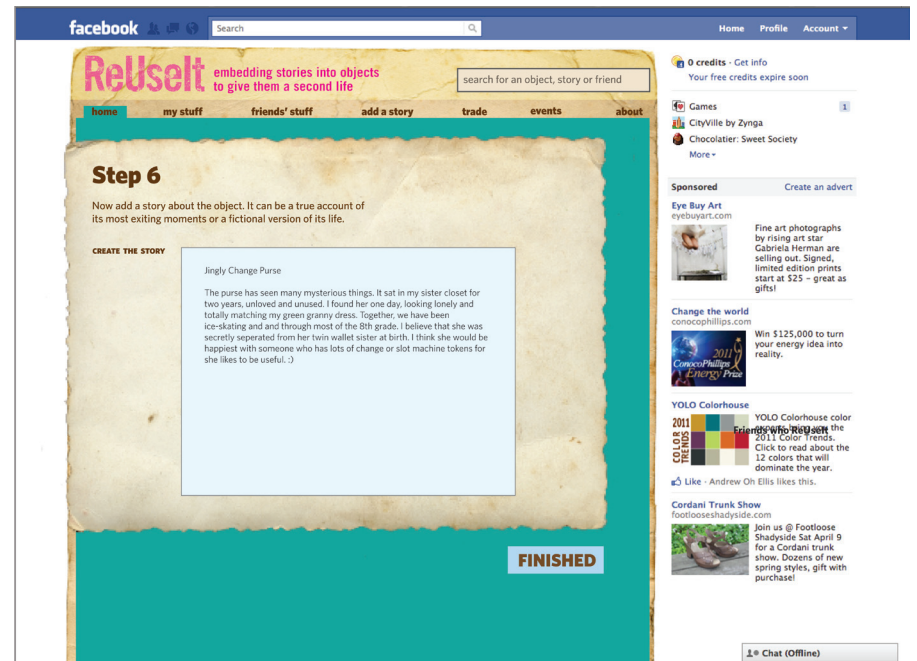 facebook
Search
Home Profile Account
ReUseIt
embedding stories into objects
to give them a second life
search for an object, story or friend
home my stuff friends' stuff add a story trade events about
Step 6
Now add a story about the object. It can be a true account of
its most exiting moments or a fictional version of its life.
CREATE THE STORY
Jingly Change Purse
The purse has seen many mysterious things. It sat in my sister closet for
two years, unloved and unused. I found her one day, looking lonely and
totally matching my green granny dress. Together, we have been
ice-skating and and through most of the 8th grade. I believe that she was
secretly seperated from her twin wallet sister at birth. I think she would be
happiest with someone who has lots of change or slot machine tokens for
she likes to be useful. :)
FINISHED
0 credits · Get info
Your free credits expire soon
Games 1
CityVille by Zynga
Chocolatier: Sweet Society
More
Sponsored Create an advert
Eye Buy Art
eyebuyart.com
Fine art photographs
by rising art star
Gabriela Herman are
selling out. Signed,
limited edition prints
start at $25 – great as
gifts!
Change the world
conocophillips.com
2011
ConocoPhillips
Energy Prize
Win $125,000 to turn
your energy idea into
reality.
YOLO Colorhouse
2011
COLOR
TRENDS
Friends who ReUseIt
YOLO Colorhouse color
experts bring you the
2011 Color Trends.
Click to read about the
12 colors that will
dominate the year.
Like · Andrew Oh Ellis likes this.
Cordani Trunk Show
footlooseshadyside.com
Join us @ Footloose
Shadyside Sat April 9
for a Cordani trunk
show. Dozens of new
spring styles, gift with
purchase!
Chat (Offline)